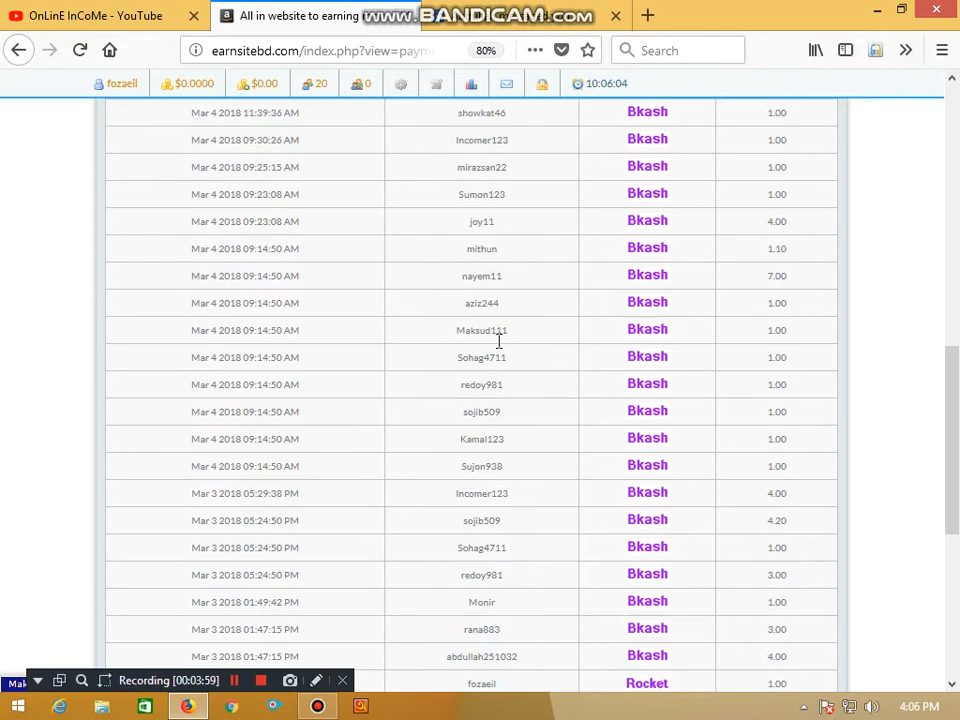 OnLinE InCoMe - YouTube
All in website to earning
www.BANDICAM.com
earnsitebd.com/index.php?view=paym
80%
Search
fozaeil
$0.0000
$0.00
20
0
10:06:04
Mar 4 2018 11:39:36 AM showkat46 Bkash 1.00
Mar 4 2018 09:30:26 AM Incomer123 Bkash 1.00
Mar 4 2018 09:25:15 AM mirazsan22 Bkash 1.00
Mar 4 2018 09:23:08 AM Sumon123 Bkash 1.00
Mar 4 2018 09:23:08 AM joy11 Bkash 4.00
Mar 4 2018 09:14:50 AM mithun Bkash 1.10
Mar 4 2018 09:14:50 AM nayem11 Bkash 7.00
Mar 4 2018 09:14:50 AM aziz244 Bkash 1.00
Mar 4 2018 09:14:50 AM Maksud111 Bkash 1.00
Mar 4 2018 09:14:50 AM Sohag4711 Bkash 1.00
Mar 4 2018 09:14:50 AM redoy981 Bkash 1.00
Mar 4 2018 09:14:50 AM sojib509 Bkash 1.00
Mar 4 2018 09:14:50 AM Kamal123 Bkash 1.00
Mar 4 2018 09:14:50 AM Sujon938 Bkash 1.00
Mar 3 2018 05:29:38 PM Incomer123 Bkash 4.00
Mar 3 2018 05:24:50 PM sojib509 Bkash 4.20
Mar 3 2018 05:24:50 PM Sohag4711 Bkash 1.00
Mar 3 2018 05:24:50 PM redoy981 Bkash 3.00
Mar 3 2018 01:49:42 PM Monir Bkash 1.00
Mar 3 2018 01:47:15 PM rana883 Bkash 3.00
Mar 3 2018 01:47:15 PM abdullah251032 Bkash 4.00
fozaeil Rocket 1.00
Mak
Recording (00:03:59)
4:06 PM